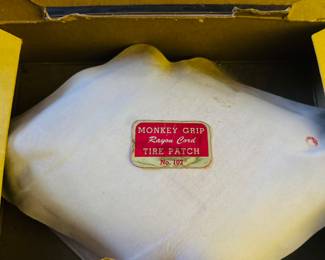 MONKEY GRIP
Rayon Cord
TIRE PATCH
No. 102